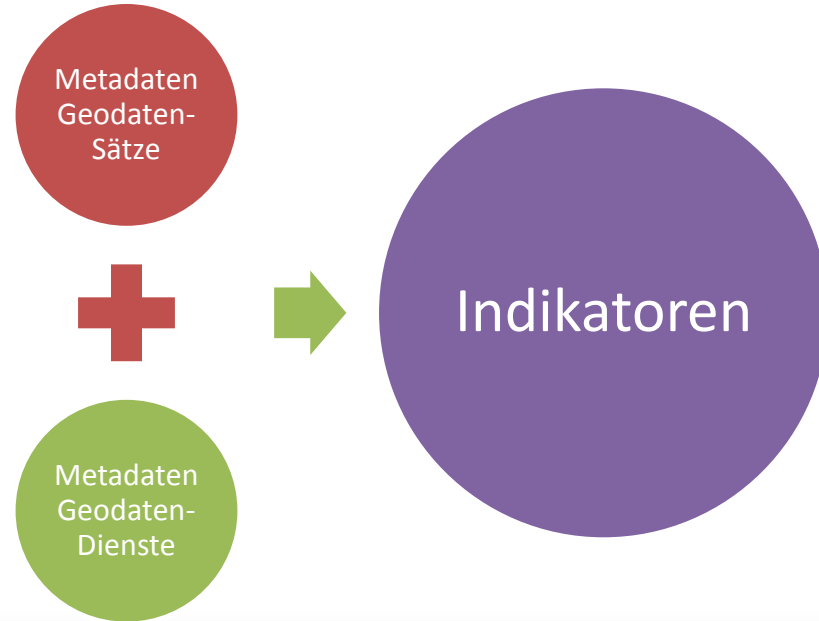 Metadaten
Geodaten-
Sätze
Indikatoren
Metadaten
Geodaten-
Dienste